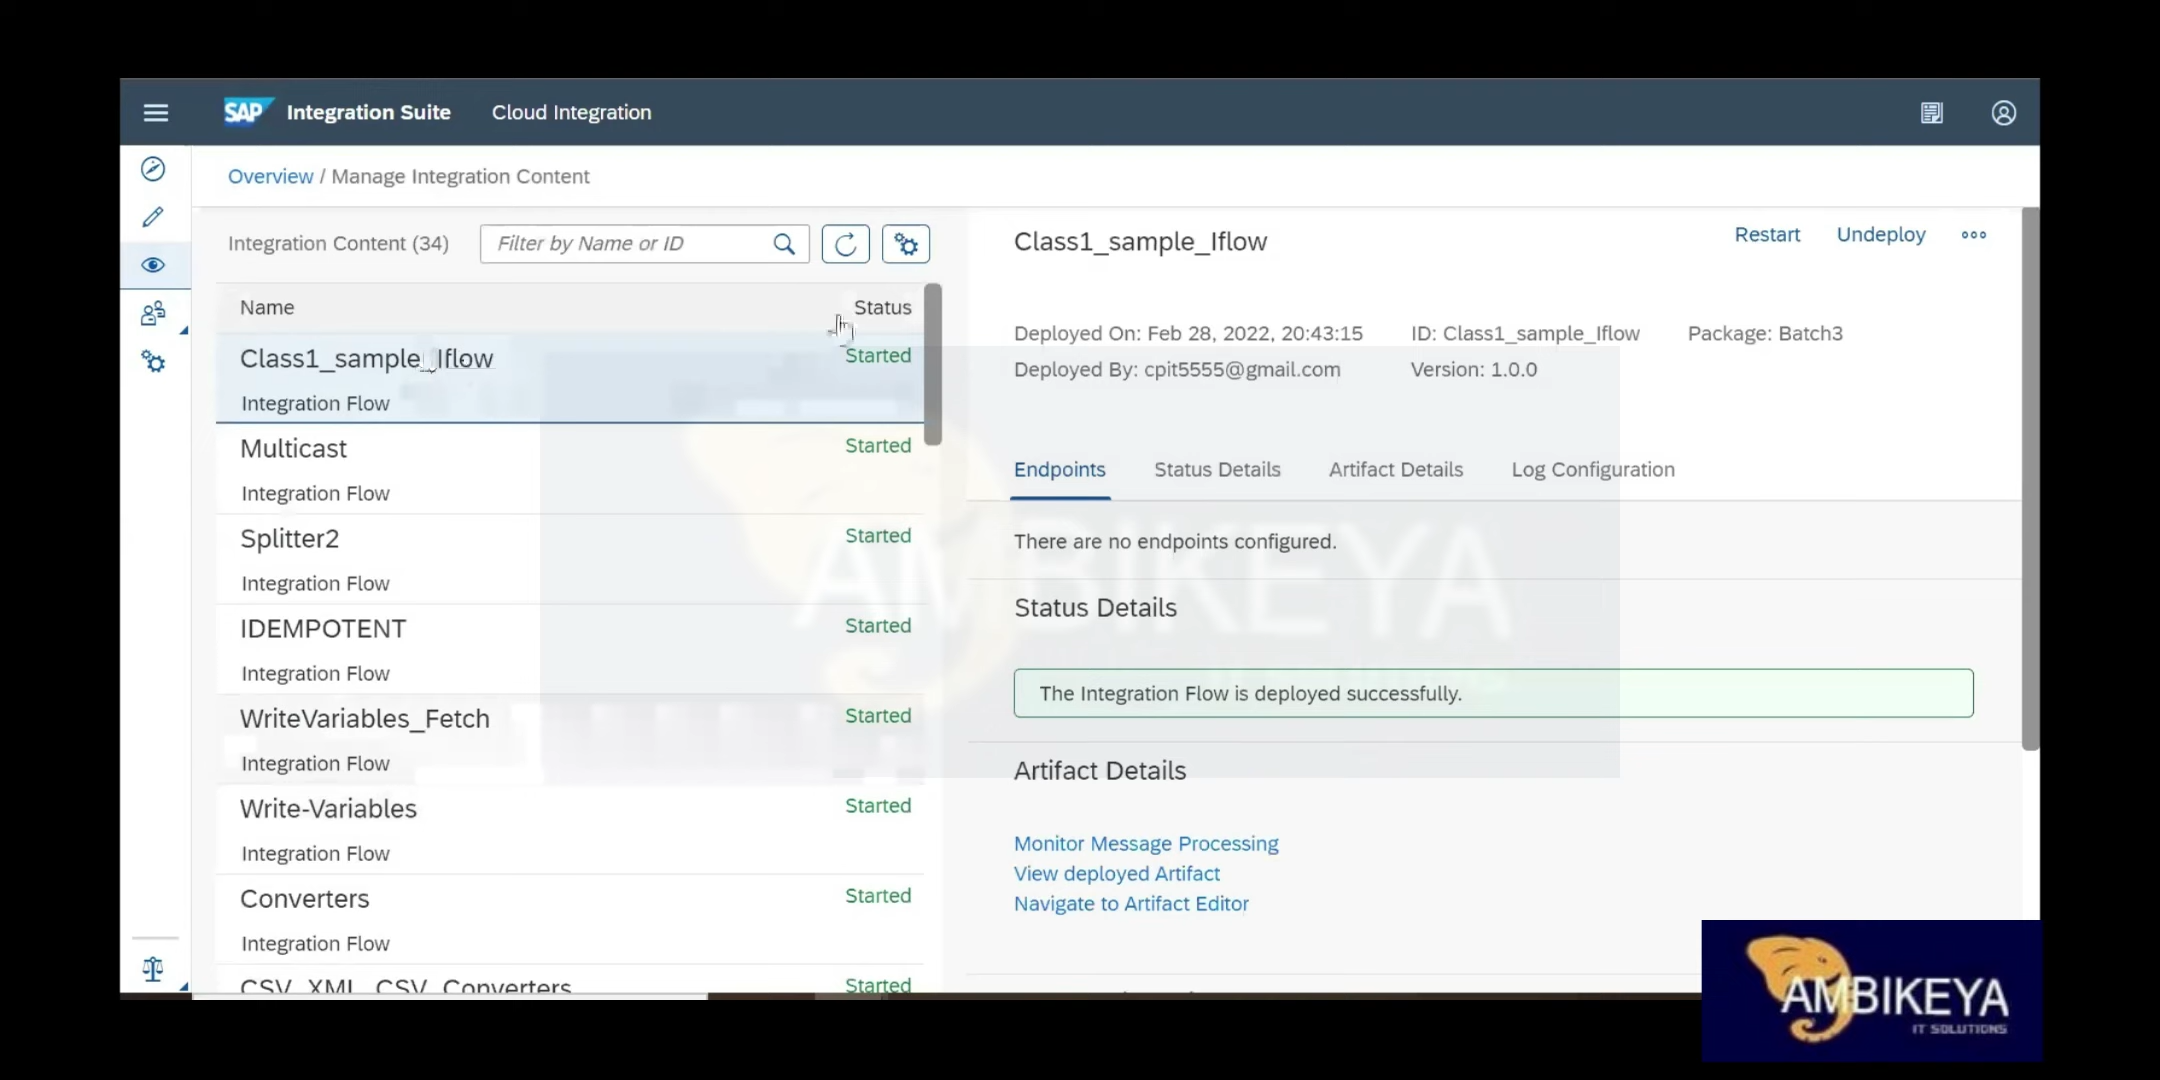 SAP Integration Suite Cloud Integration
Overview / Manage Integration Content
Integration Content (34) Filter by Name or ID
Name Status
Class1_sample_Iflow Started
Integration Flow
Multicast Started
Integration Flow
Splitter2 Started
Integration Flow
IDEMPOTENT Started
Integration Flow
WriteVariables_Fetch Started
Integration Flow
Write-Variables Started
Integration Flow
Converters Started
Integration Flow
CSV_XML_CSV_Converters Started
Class1_sample_Iflow Restart Undeploy
Deployed On: Feb 28, 2022, 20:43:15 ID: Class1_sample_Iflow Package: Batch3
Deployed By: cpit5555@gmail.com Version: 1.0.0
Endpoints Status Details Artifact Details Log Configuration
There are no endpoints configured.
AMBIKEYA
Status Details
The Integration Flow is deployed successfully.
Artifact Details
Monitor Message Processing
View deployed Artifact
Navigate to Artifact Editor
AMBIKEYA
IT SOLUTIONS